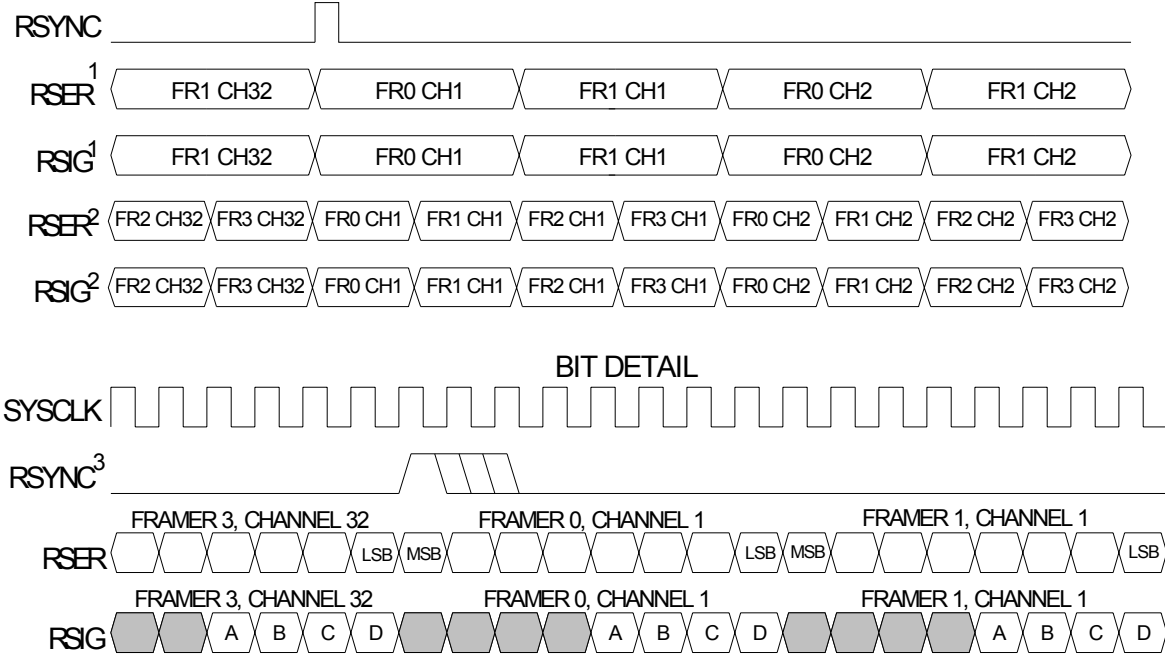 RSYNC
RSER1 FR1 CH32 FR0 CH1 FR1 CH1 FR0 CH2 FR1 CH2
RSIG1 FR1 CH32 FR0 CH1 FR1 CH1 FR0 CH2 FR1 CH2
RSER2 FR2 CH32 FR3 CH32 FR0 CH1 FR1 CH1 FR2 CH1 FR3 CH1 FR0 CH2 FR1 CH2 FR2 CH2 FR3 CH2
RSIG2 FR2 CH32 FR3 CH32 FR0 CH1 FR1 CH1 FR2 CH1 FR3 CH1 FR0 CH2 FR1 CH2 FR2 CH2 FR3 CH2
BIT DETAIL
SYSCLK
RSYNC3
FRAMER 3, CHANNEL 32 FRAMER 0, CHANNEL 1 FRAMER 1, CHANNEL 1
RSER LSB MSB LSB MSB LSB
FRAMER 3, CHANNEL 32 FRAMER 0, CHANNEL 1 FRAMER 1, CHANNEL 1
RSIG A B C D A B C D A B C D